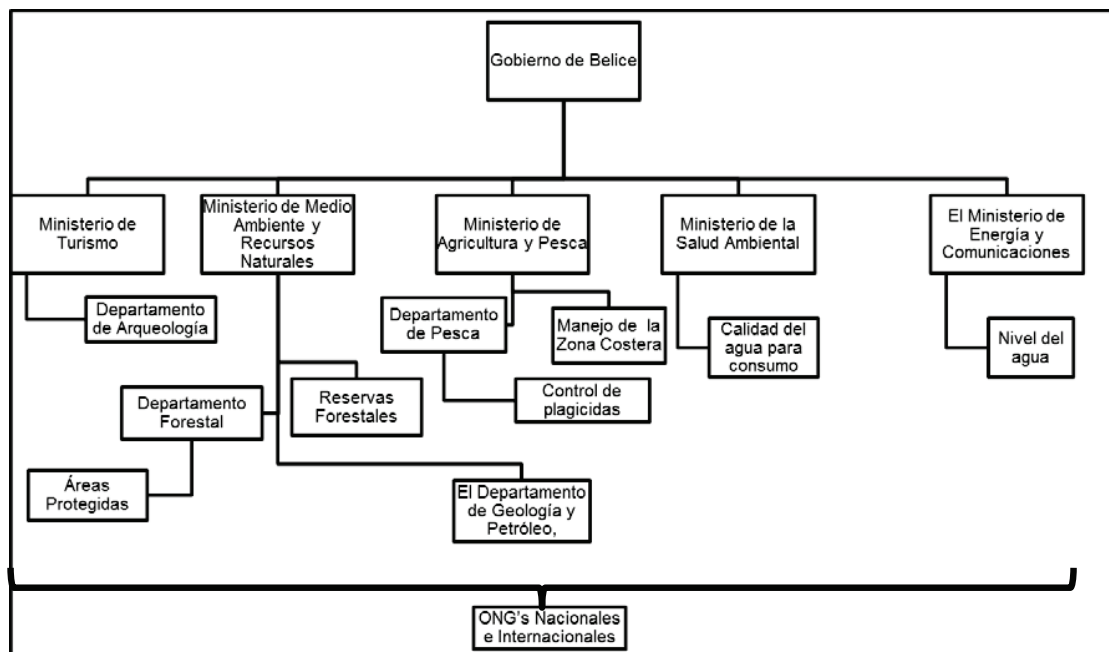 Gobierno de Belice
Ministerio de
Turismo
Ministerio de Medio
Ambiente y
Recursos
Naturales
Ministerio de
Agricultura y Pesca
Ministerio de la
Salud Ambiental
El Ministerio de
Energía y
Comunicaciones
Departamento
de Arqueología
Departamento
de Pesca
Manejo de la
Zona Costera
Calidad del
agua para
consumo
Nivel del
agua
Departamento
Forestal
Reservas
Forestales
Control de
plagicidas
Áreas
Protegidas
El Departamento
de Geología y
Petróleo,
ONG's Nacionales
e Internacionales